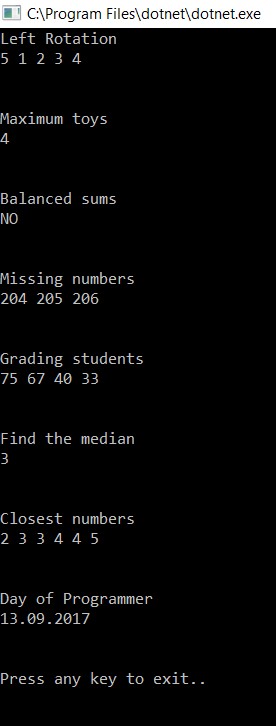 C:\Program Files\dotnet\dotnet.exe
Left Rotation
5 1 2 3 4
Maximum toys
4
Balanced sums
NO
Missing numbers
204 205 206
Grading students
75 67 40 33
Find the median
3
Closest numbers
2 3 3 4 4 5
Day of Programmer
13.09.2017
Press any key to exit..